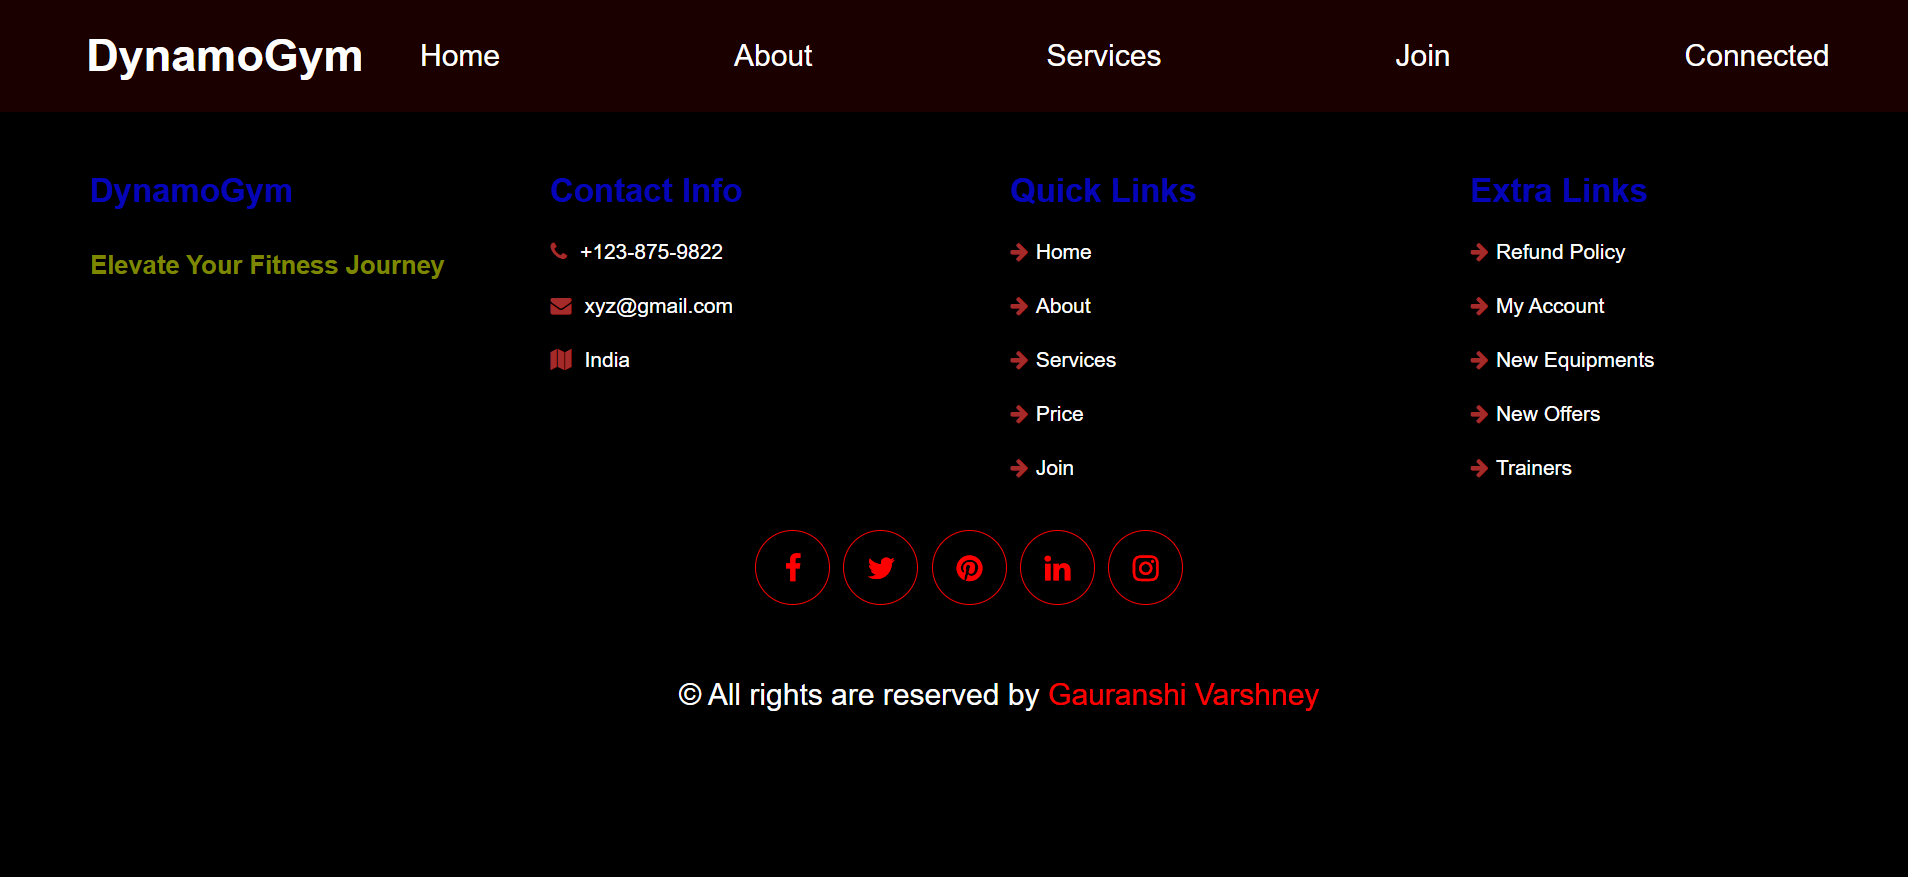 DynamoGym Home About Services Join Connected
DynamoGym
Elevate Your Fitness Journey
Contact Info
+123-875-9822
xyz@gmail.com
India
Quick Links
Home
About
Services
Price
Join
Extra Links
Refund Policy
My Account
New Equipments
New Offers
Trainers
© All rights are reserved by Gauranshi Varshney